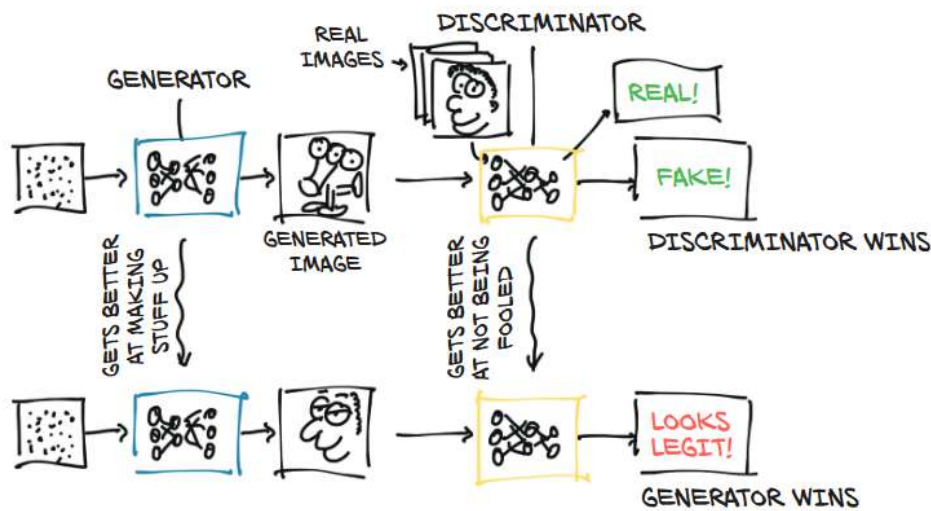 DISCRIMINATOR
REAL
IMAGES
GENERATOR
REAL!
FAKE!
GENERATED
IMAGE
DISCRIMINATOR WINS
GETS BETTER
AT MAKING
STUFF UP
GETS BETTER
AT NOT BEING
FOOLED
LOOKS
LEGIT!
GENERATOR WINS